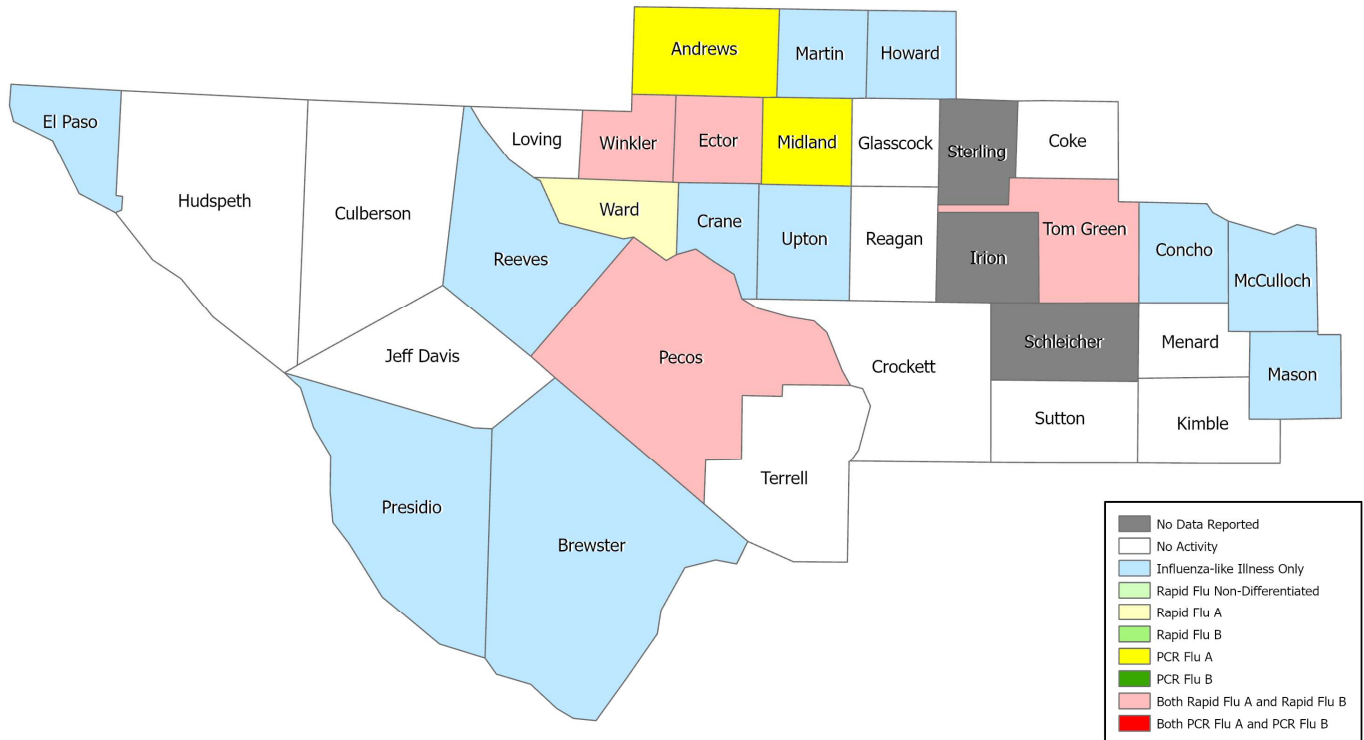 Andrews
Martin
Howard
El Paso
Hudspeth
Culberson
Loving
Winkler
Ector
Midland
Glasscock
Sterling
Coke
Ward
Reeves
Crane
Upton
Reagan
Irion
Tom Green
Concho
McCulloch
Jeff Davis
Pecos
Crockett
Schleicher
Menard
Mason
Sutton
Kimble
Terrell
Presidio
Brewster
No Data Reported
No Activity
Influenza-like Illness Only
Rapid Flu Non-Differentiated
Rapid Flu A
Rapid Flu B
PCR Flu A
PCR Flu B
Both Rapid Flu A and Rapid Flu B
Both PCR Flu A and PCR Flu B